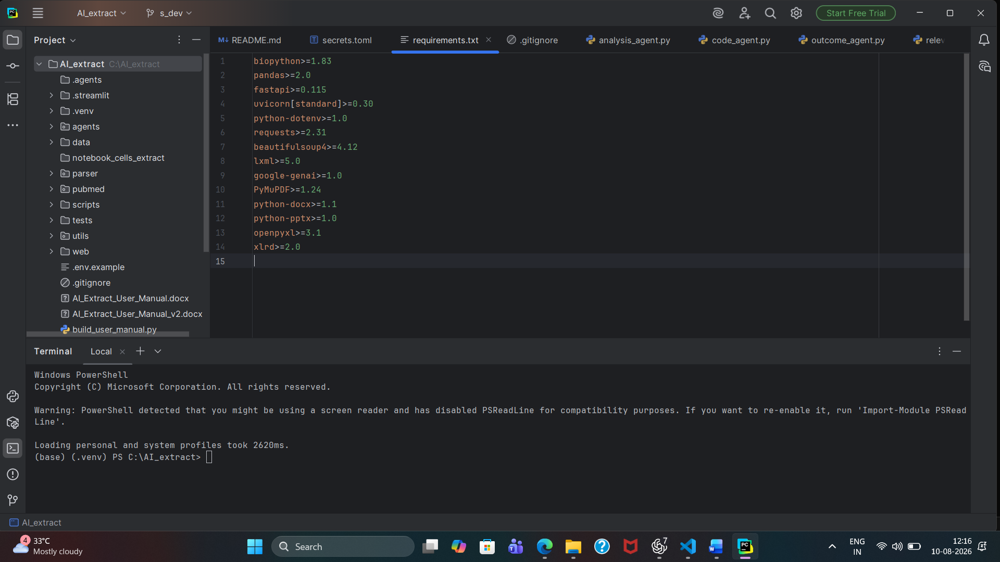 AI_extract
s_dev
Start Free Trial
Project
README.md
secrets.toml
requirements.txt
.gitignore
analysis_agent.py
code_agent.py
outcome_agent.py
AI_extract C:\AI_extract
.agents
.streamlit
.venv
agents
data
notebook_cells_extract
parser
pubmed
scripts
tests
utils
web
.env.example
.gitignore
AI_Extract_User_Manual.docx
AI_Extract_User_Manual_v2.docx
build_user_manual.py
1 biopython>=1.83
2 pandas>=2.0
3 fastapi>=0.115
4 uvicorn[standard]>=0.30
5 python-dotenv>=1.0
6 requests>=2.31
7 beautifulsoup4>=4.12
8 lxml>=5.0
9 google-genai>=1.0
10 PyMuPDF>=1.24
11 python-docx>=1.1
12 python-pptx>=1.0
13 openpyxl>=3.1
14 xlrd>=2.0
15
Terminal
Local
Windows PowerShell
Copyright (C) Microsoft Corporation. All rights reserved.
Warning: PowerShell detected that you might be using a screen reader and has disabled PSReadLine for compatibility purposes. If you want to re-enable it, run 'Import-Module PSRead
Line'.
Loading personal and system profiles took 2620ms.
(base) (.venv) PS C:\AI_extract>
AI_extract
4
33°C
Mostly cloudy
Search
7
ENG
IN
12:16
10-08-2026